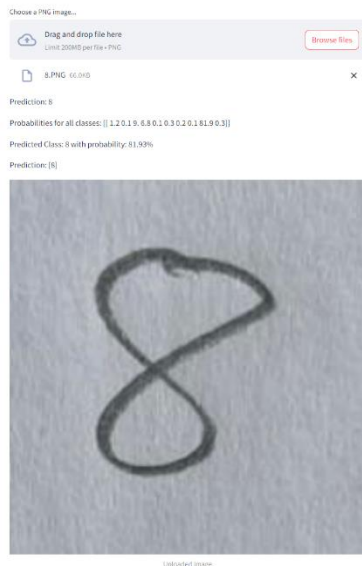 Choose a PNG image...
Drag and drop file here
Limit 200MB per file • PNG
Browse files
8.PNG 66.0KB
Prediction: 8
Probabilities for all classes: [[ 1.2 0.1 9. 6.8 0.1 0.3 0.2 0.1 81.9 0.3]]
Predicted Class: 8 with probability: 81.93%
Prediction: [8]
8
Uploaded Image